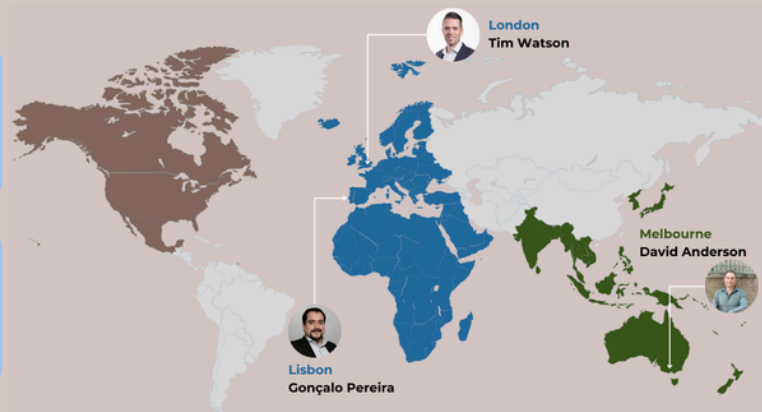 London
Tim Watson
Melbourne
David Anderson
Lisbon
Gonçalo Pereira